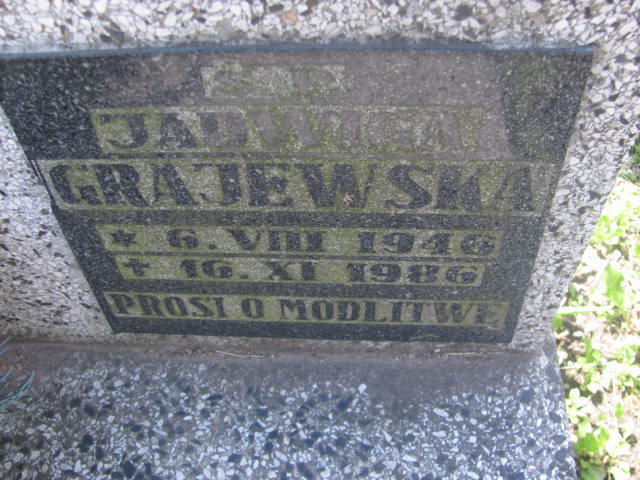 JADWIGA
GRAJEWSKA
* 6. VIII 1946
+ 16. XI 1986
PROSI O MODLITWĘ